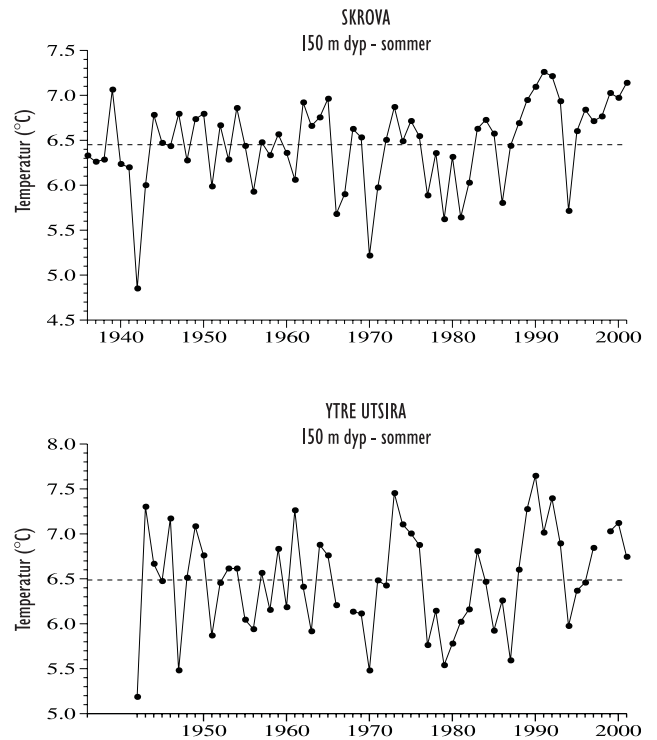 SKROVA
150 m dyp - sommer
Temperatur (°C)
7.5
7.0
6.5
6.0
5.5
5.0
4.5
1940 1950 1960 1970 1980 1990 2000
YTRE UTSIRA
150 m dyp - sommer
Temperatur (°C)
8.0
7.5
7.0
6.5
6.0
5.5
5.0
1950 1960 1970 1980 1990 2000